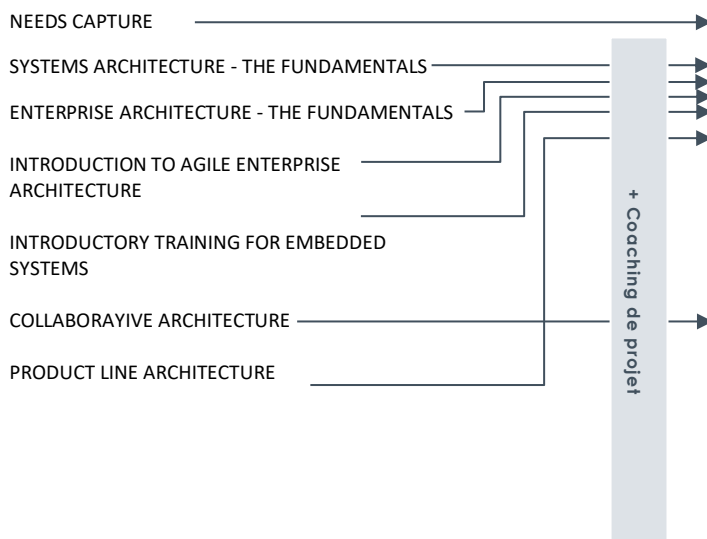 NEEDS CAPTURE
SYSTEMS ARCHITECTURE - THE FUNDAMENTALS
ENTERPRISE ARCHITECTURE - THE FUNDAMENTALS
INTRODUCTION TO AGILE ENTERPRISE
ARCHITECTURE
INTRODUCTORY TRAINING FOR EMBEDDED
SYSTEMS
COLLABORAYIVE ARCHITECTURE
PRODUCT LINE ARCHITECTURE
+ Coaching de projet